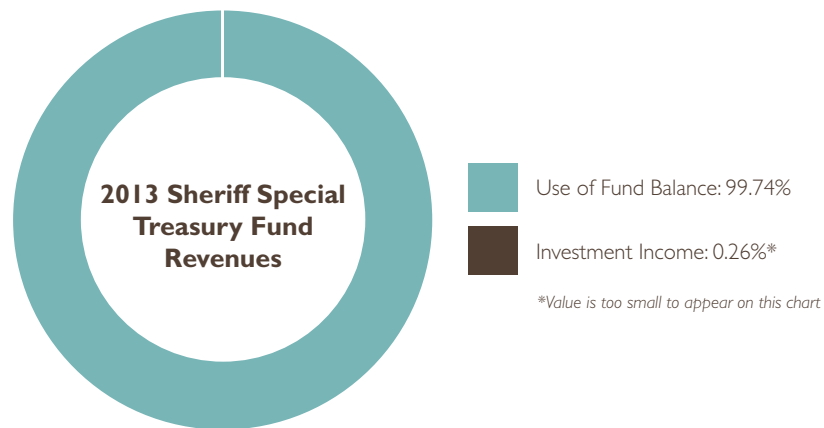 2013 Sheriff Special
Treasury Fund
Revenues
Use of Fund Balance: 99.74%
Investment Income: 0.26%*
*Value is too small to appear on this chart